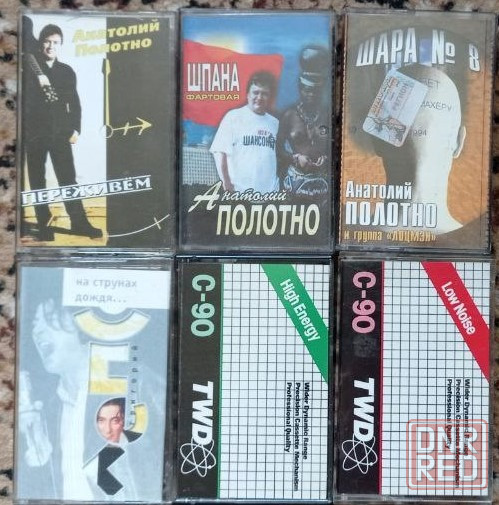 Анатолий
Полотно
ПЕРЕЖИВЁМ
ШПАНА
ФАРТОВАЯ
ШАНСОН
Анатолий
ПОЛОТНО
ШАРА № 8
1994
Анатолий
ПОЛОТНО
и группа «ЛОЦМЭН»
на струнах
дождя...
C-90
High Energy
TWD
Wider Dynamic Range
Precision Cassette Mechanism
Professional Quality
C-90
Low Noise
TWD
Wider Dynamic Range
Precision Cassette Mechanism
Professional Quality
DNR
RED